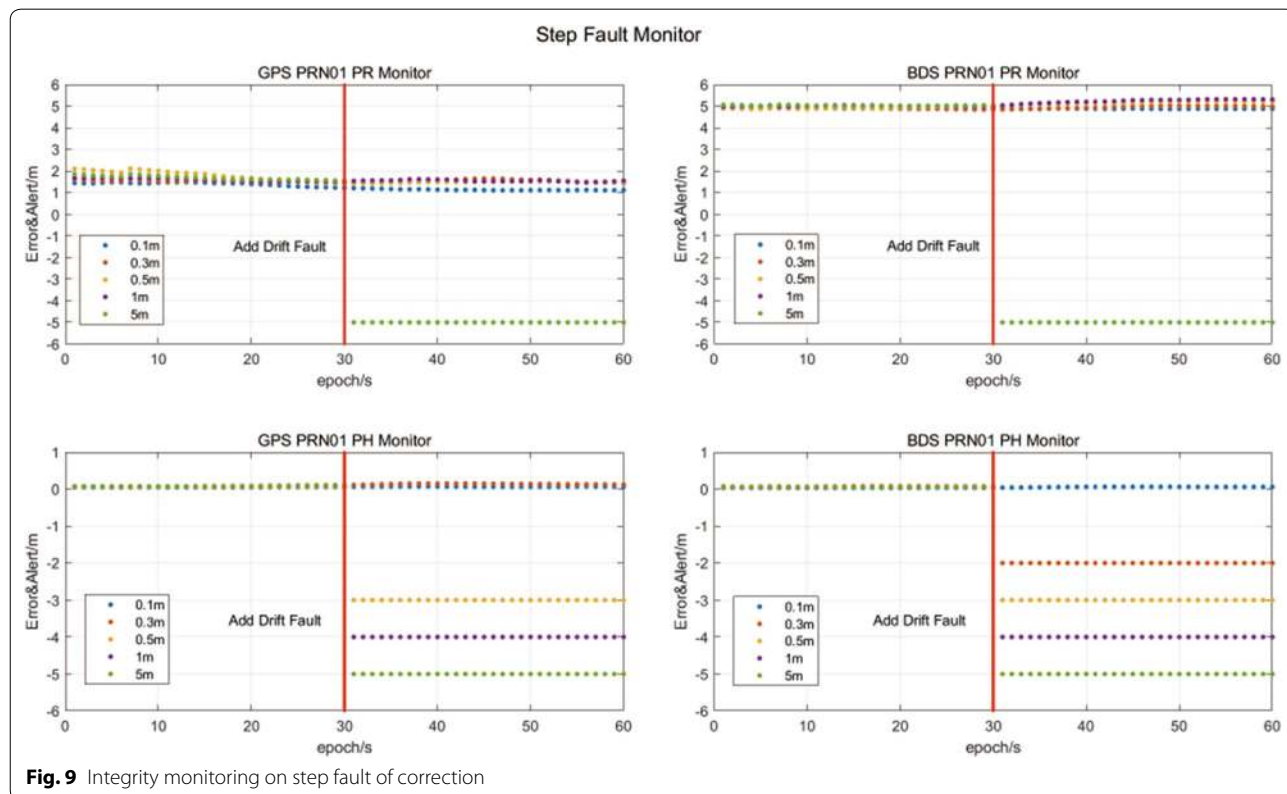 Step Fault Monitor
GPS PRN01 PR Monitor
6
5
4
3
2
1
0
-1
-2
-3
-4
-5
-6
Error&Alert/m
0.1m
0.3m
0.5m
1m
5m
Add Drift Fault
0 10 20 30 40 50 60
epoch/s
BDS PRN01 PR Monitor
6
5
4
3
2
1
0
-1
-2
-3
-4
-5
-6
Error&Alert/m
0.1m
0.3m
0.5m
1m
5m
Add Drift Fault
0 10 20 30 40 50 60
epoch/s
GPS PRN01 PH Monitor
1
0
-1
-2
-3
-4
-5
-6
Error&Alert/m
0.1m
0.3m
0.5m
1m
5m
Add Drift Fault
0 10 20 30 40 50 60
epoch/s
BDS PRN01 PH Monitor
1
0
-1
-2
-3
-4
-5
-6
Error&Alert/m
0.1m
0.3m
0.5m
1m
5m
Add Drift Fault
0 10 20 30 40 50 60
epoch/s
Fig. 9 Integrity monitoring on step fault of correction